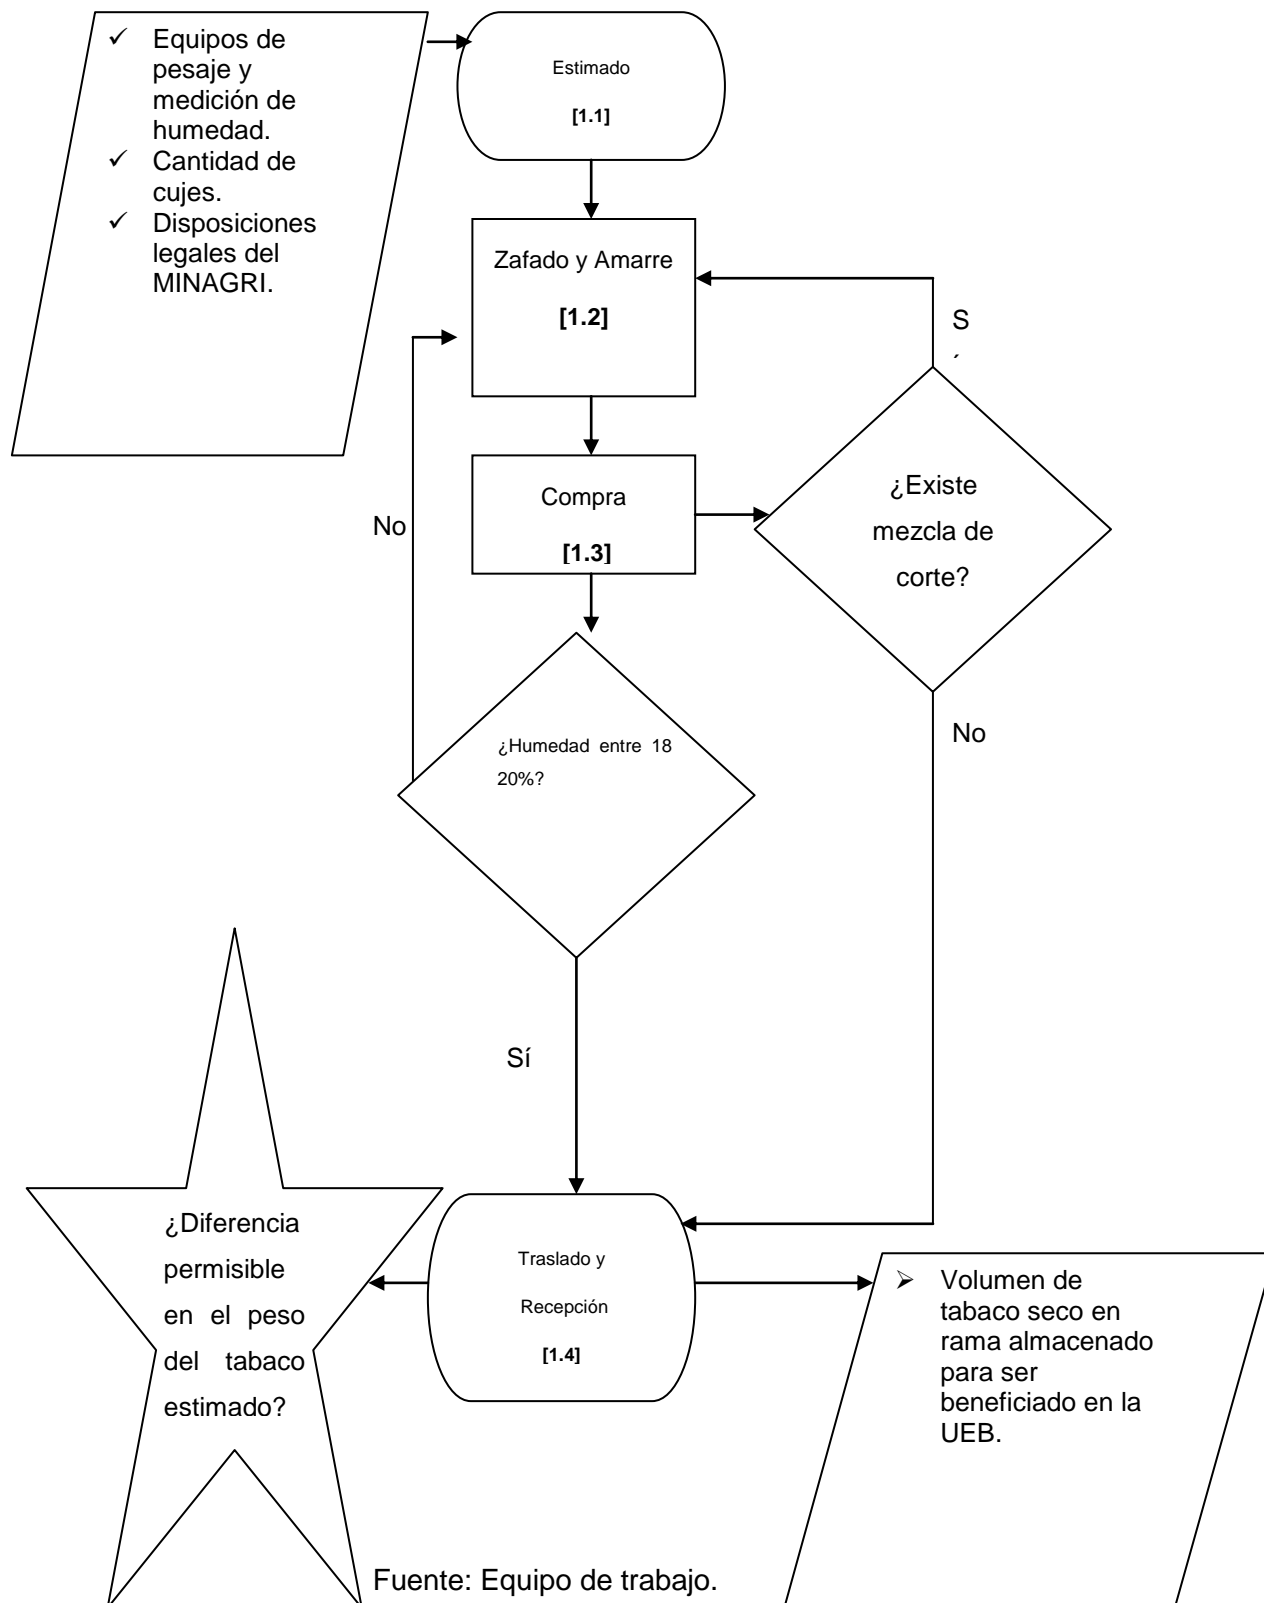 ✓ Equipos de
pesaje y
medición de
humedad.
✓ Cantidad de
cujes.
✓ Disposiciones
legales del
MINAGRI.
Estimado
[1.1]
Zafado y Amarre
[1.2]
S
Compra
[1.3]
¿Existe
mezcla de
corte?
No
¿Humedad entre 18
20%?
No
Sí
Traslado y
Recepción
[1.4]
¿Diferencia
permisible
en el peso
del tabaco
estimado?
➢ Volumen de
tabaco seco en
rama almacenado
para ser
beneficiado en la
UEB.
Fuente: Equipo de trabajo.